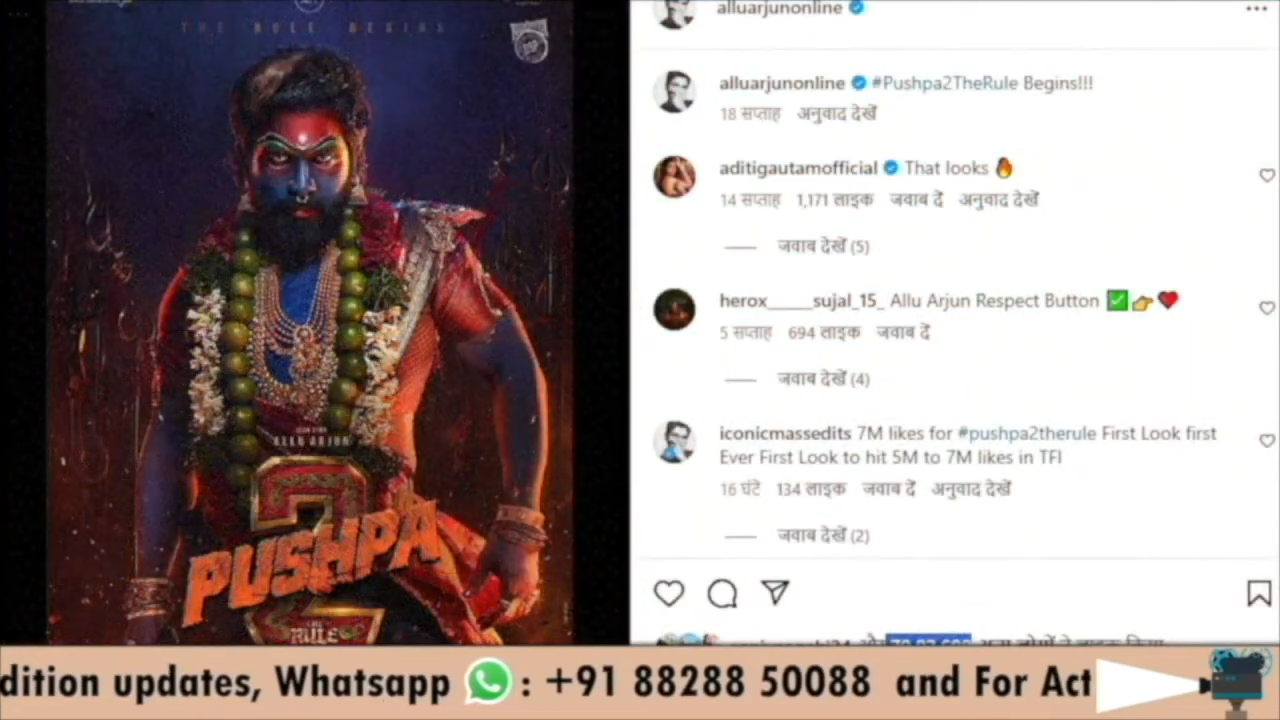 THE RULE BEGINS
ALLU ARJUN
2
PUSHPA
THE
RULE
alluarjunonline
alluarjunonline #Pushpa2TheRule Begins!!!
18 सप्ताह अनुवाद देखें
aditigautamofficial That looks 🔥
14 सप्ताह 1,171 लाइक जवाब दें अनुवाद देखें
जवाब देखें (5)
herox_____sujal_15_ Allu Arjun Respect Button ✅👉❤️
5 सप्ताह 694 लाइक जवाब दें
जवाब देखें (4)
iconicmassedits 7M likes for #pushpa2therule First Look first
Ever First Look to hit 5M to 7M likes in TFI
16 घंटे 134 लाइक जवाब दें अनुवाद देखें
जवाब देखें (2)
dition updates, Whatsapp : +91 88288 50088 and For Act